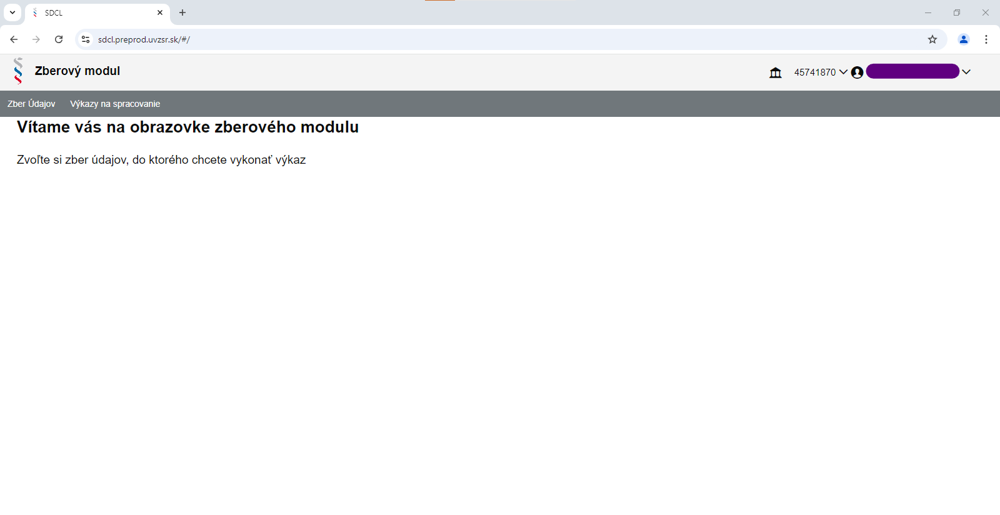 SDCL
sdcl.preprod.uvzsr.sk/#/
Zberový modul
45741870
Zber Údajov Výkazy na spracovanie
Vítame vás na obrazovke zberového modulu
Zvoľte si zber údajov, do ktorého chcete vykonať výkaz